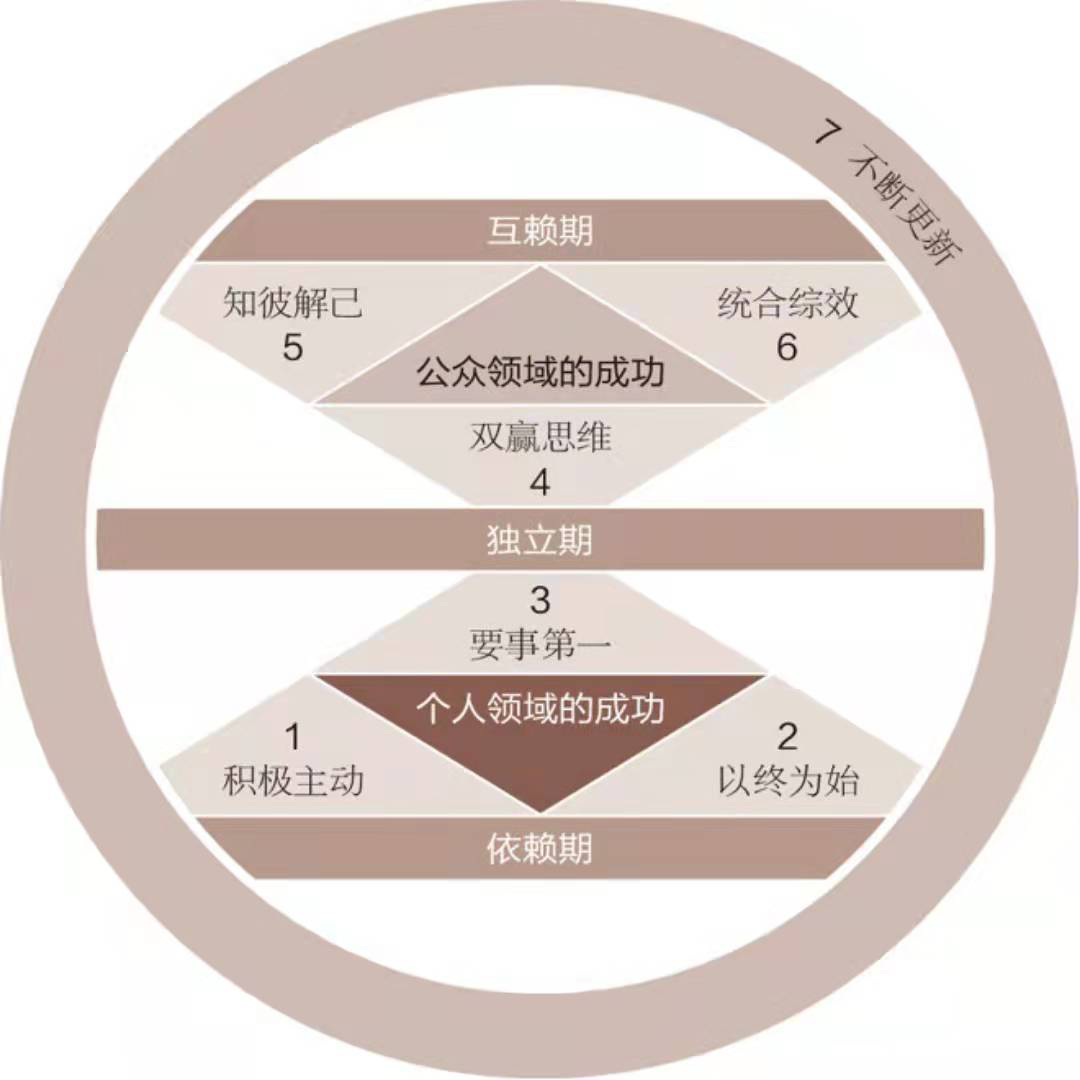 7 不断更新
互赖期
知彼解己
5
统合综效
6
公众领域的成功
双赢思维
4
独立期
3
要事第一
个人领域的成功
1
积极主动
2
以终为始
依赖期